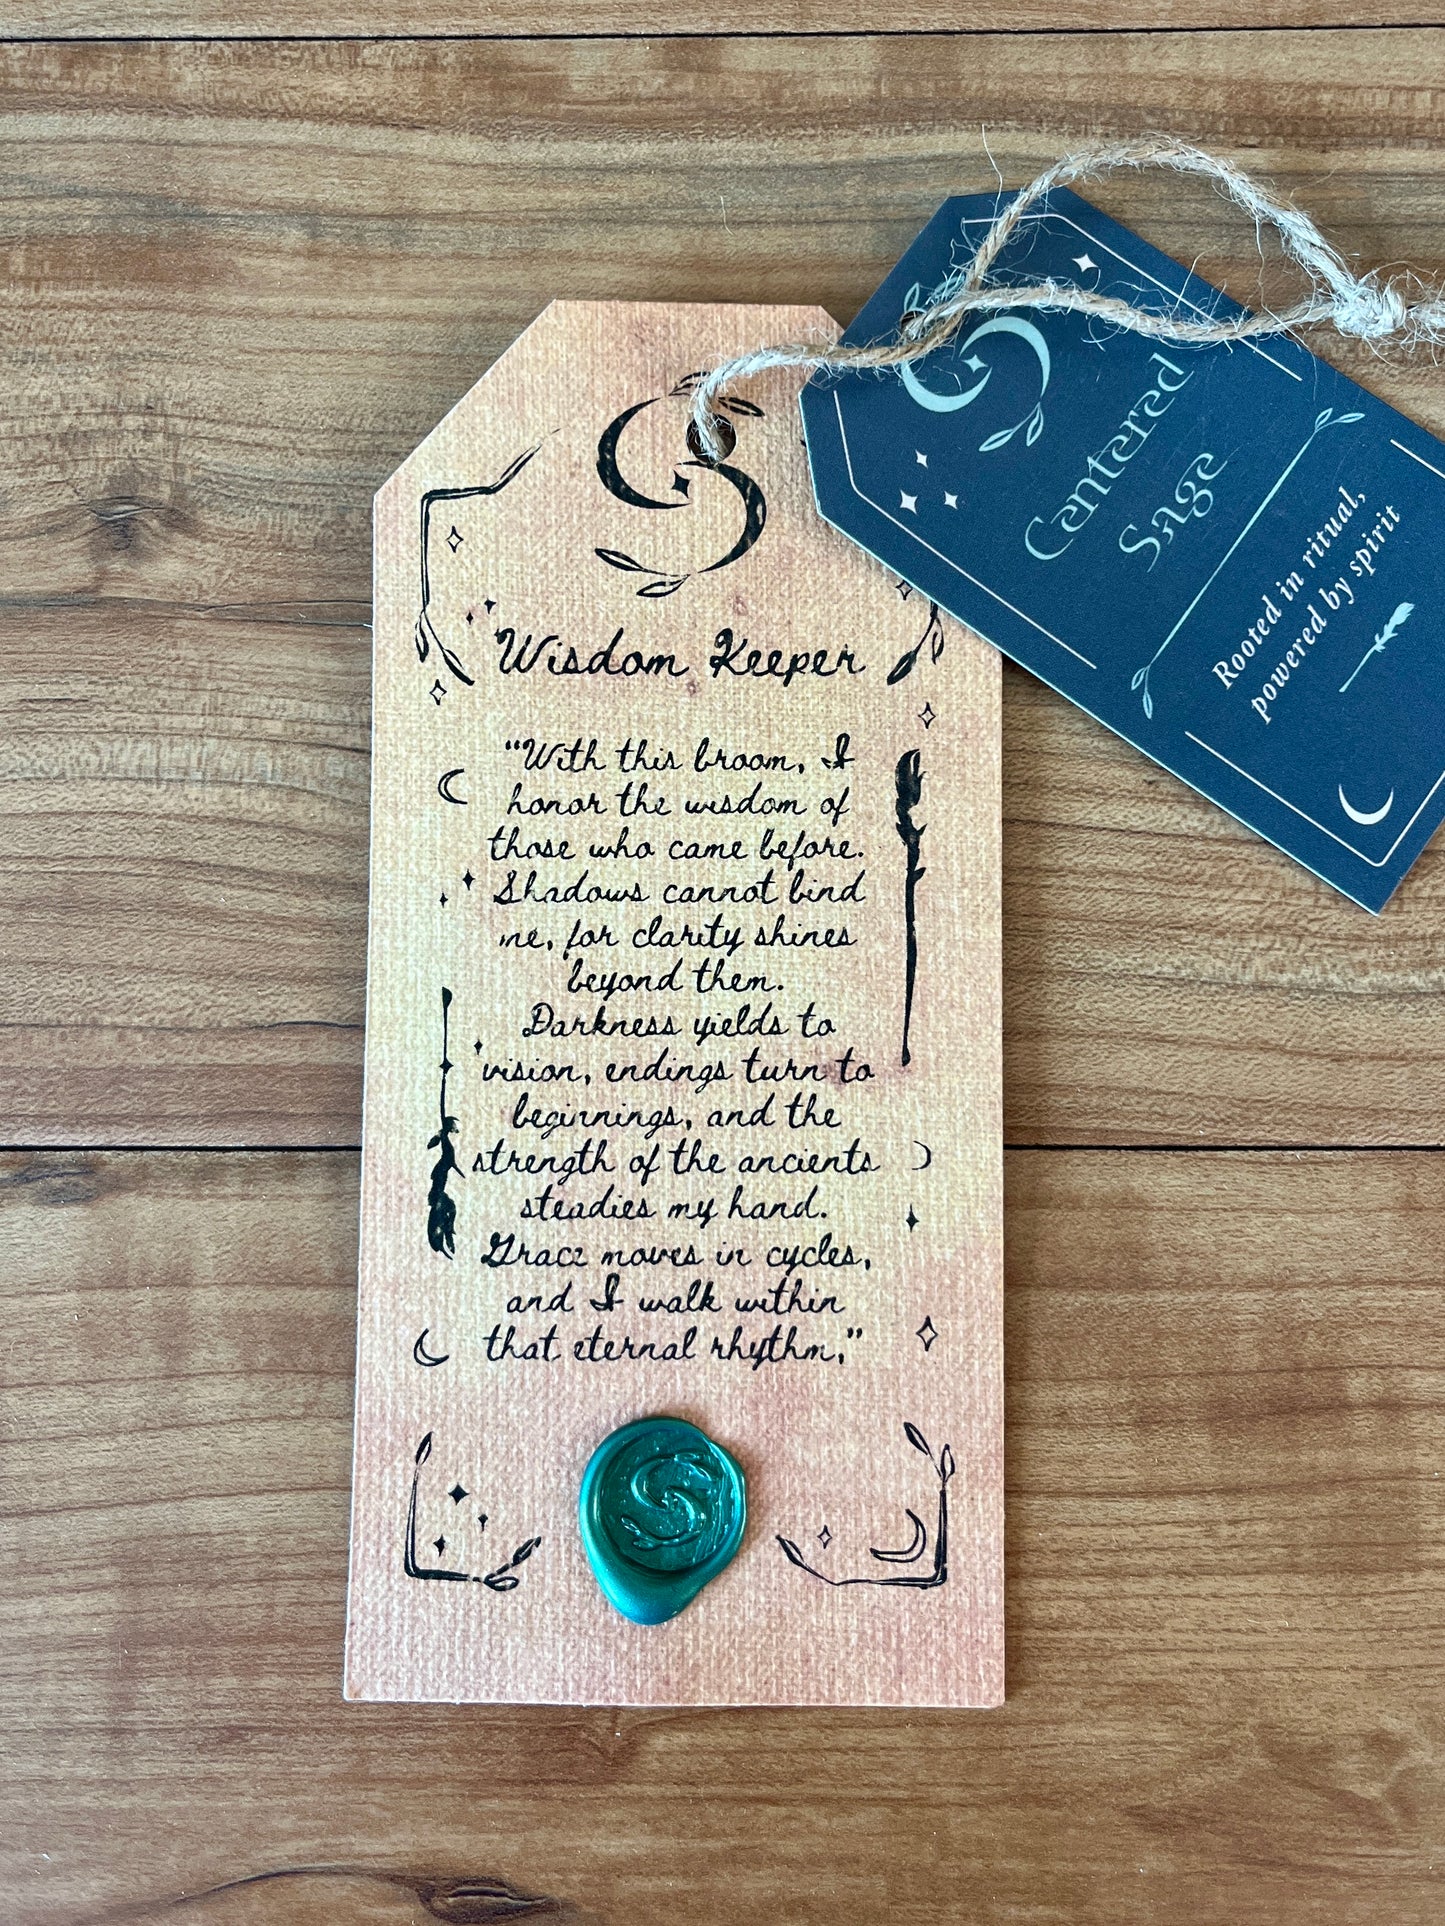 Wisdom Keeper
“With this broom, I
honor the wisdom of
those who came before.
Shadows cannot bind
me, for clarity shines
beyond them.
Darkness yields to
vision, endings turn to
beginnings, and the
strength of the ancients
steadies my hand.
Grace moves in cycles,
and I walk within
that eternal rhythm.”
Centered
Sage
Rooted in ritual,
powered by spirit